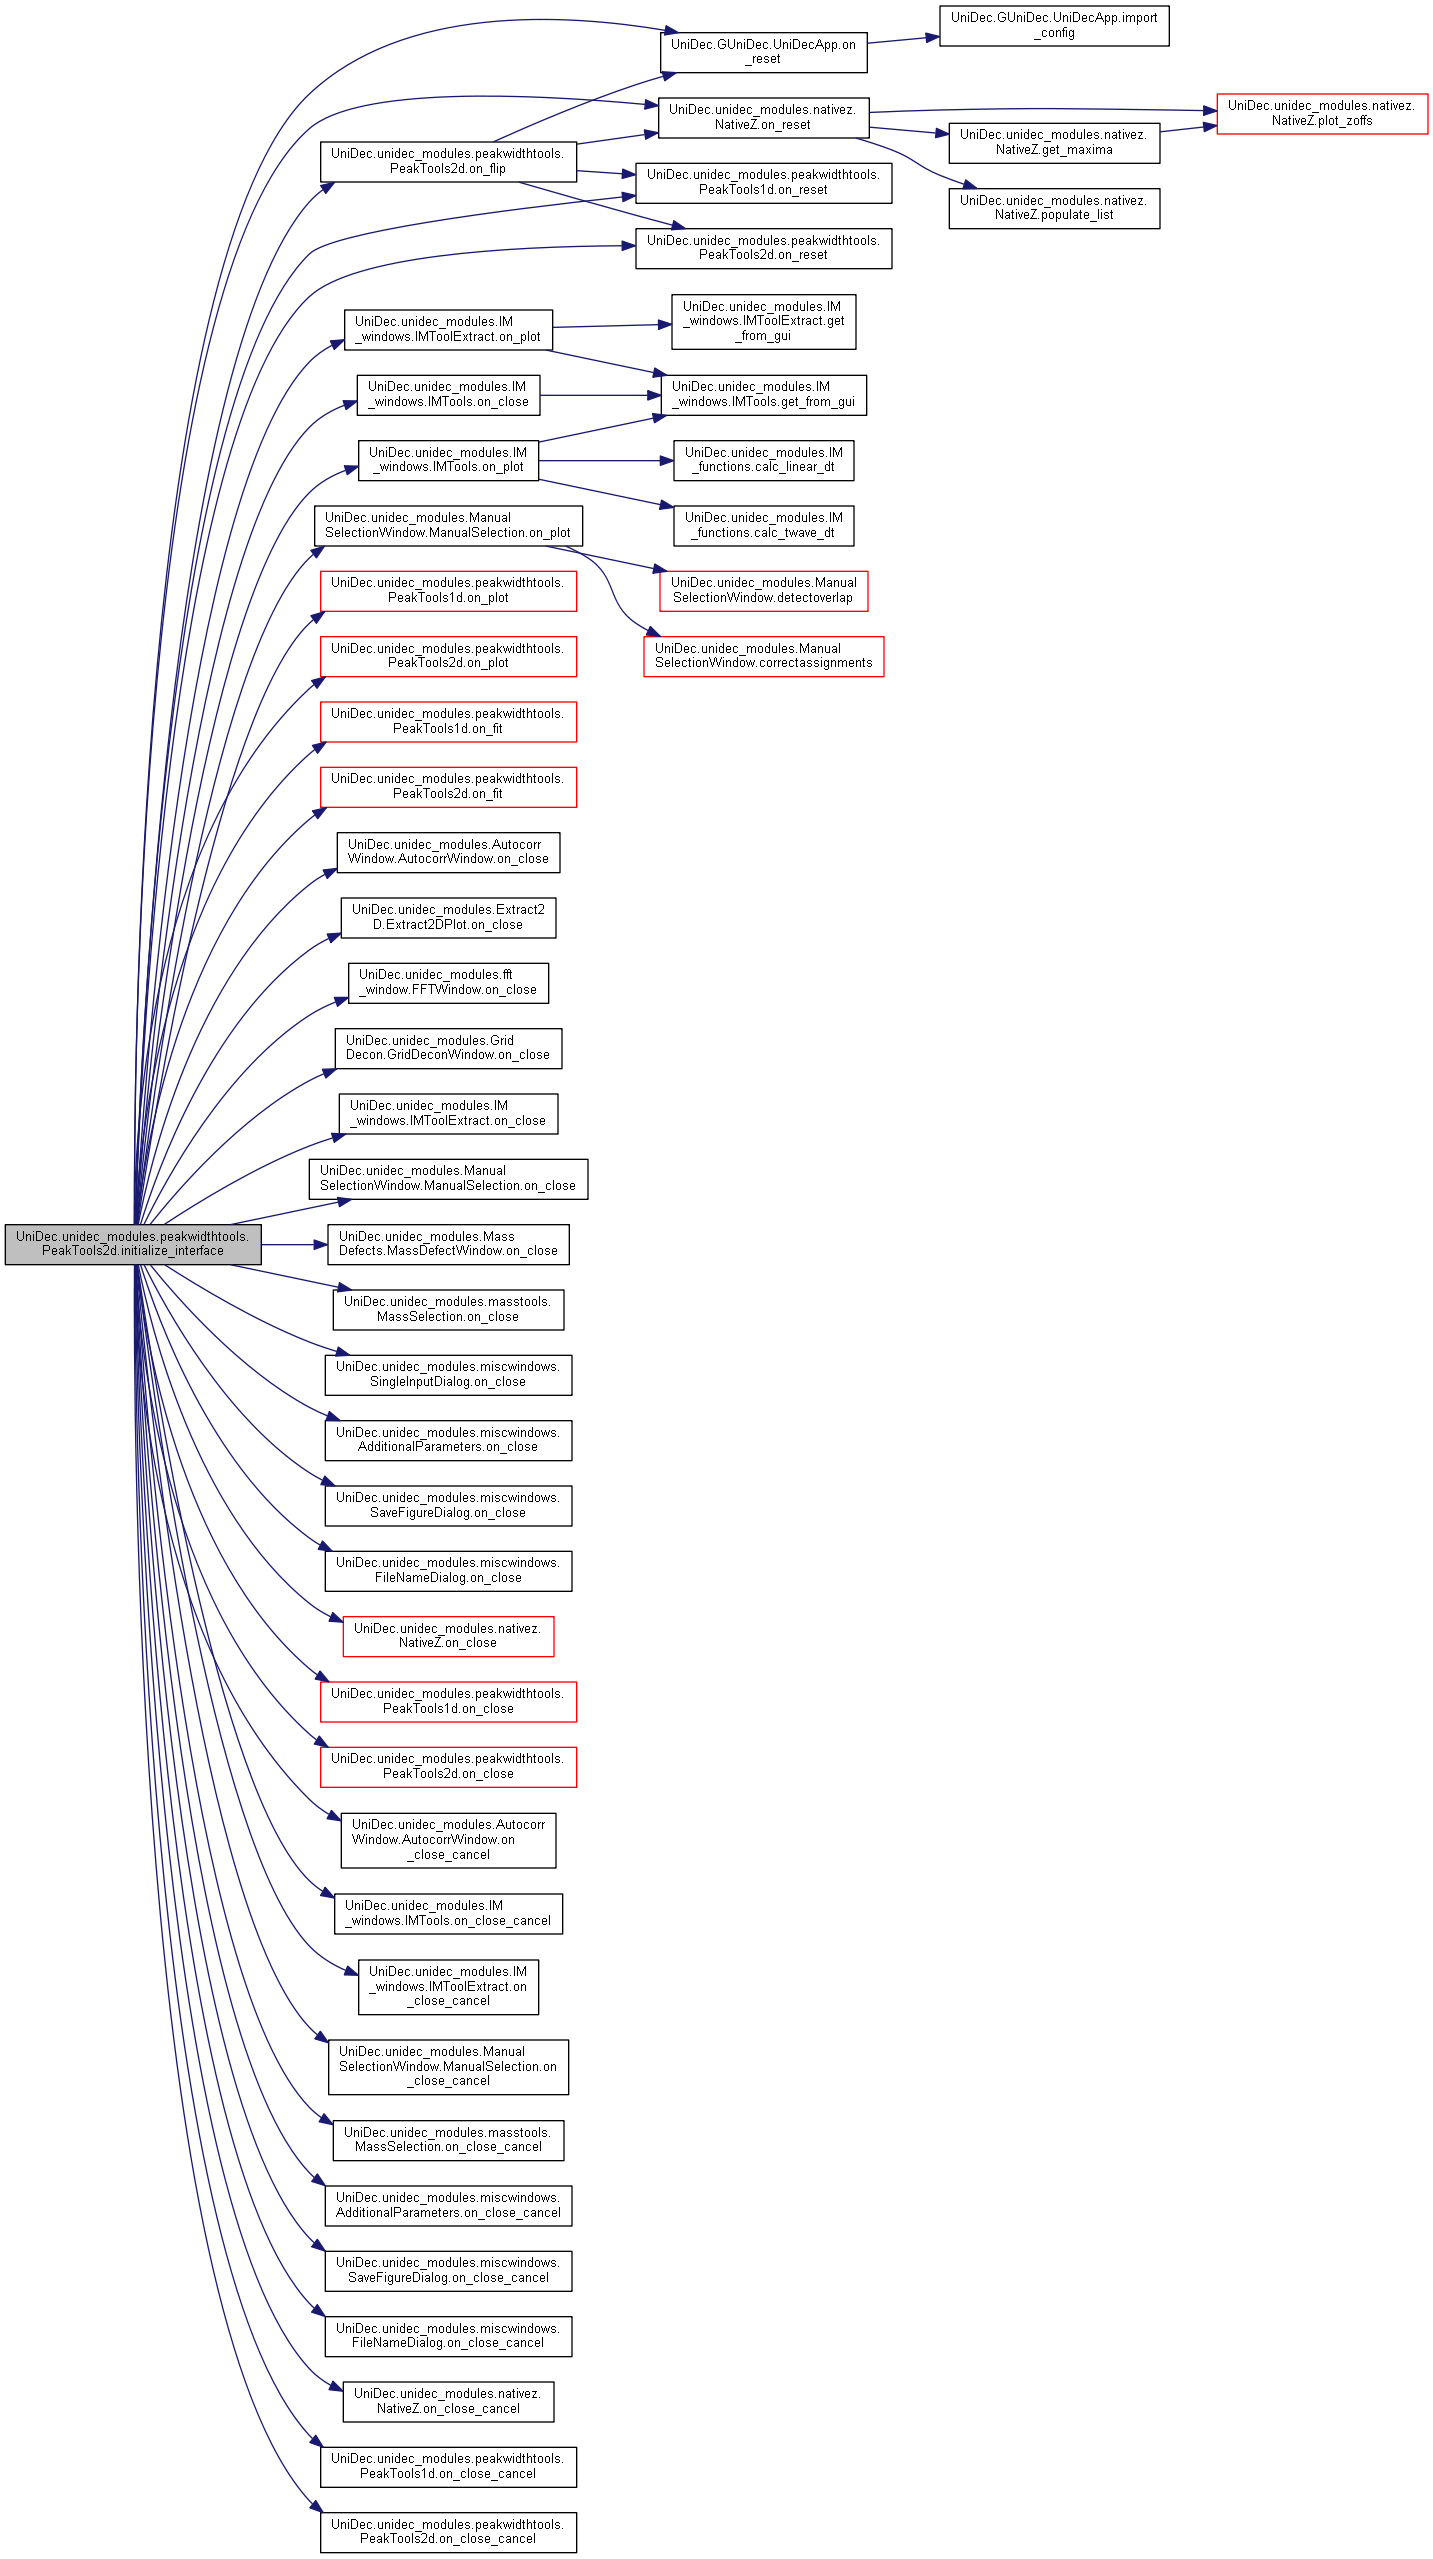 UniDec.GUniDec.UniDecApp.import
_config
UniDec.GUniDec.UniDecApp.on
_reset
UniDec.unidec_modules.nativez.
NativeZ.on_reset
UniDec.unidec_modules.nativez.
NativeZ.plot_zoffs
UniDec.unidec_modules.nativez.
NativeZ.get_maxima
UniDec.unidec_modules.peakwidthtools.
PeakTools2d.on_flip
UniDec.unidec_modules.peakwidthtools.
PeakTools1d.on_reset
UniDec.unidec_modules.nativez.
NativeZ.populate_list
UniDec.unidec_modules.peakwidthtools.
PeakTools2d.on_reset
UniDec.unidec_modules.IM
_windows.IMToolExtract.get
_from_gui
UniDec.unidec_modules.IM
_windows.IMToolExtract.on_plot
UniDec.unidec_modules.IM
_windows.IMTools.on_close
UniDec.unidec_modules.IM
_windows.IMTools.get_from_gui
UniDec.unidec_modules.IM
_windows.IMTools.on_plot
UniDec.unidec_modules.IM
_functions.calc_linear_dt
UniDec.unidec_modules.Manual
SelectionWindow.ManualSelection.on_plot
UniDec.unidec_modules.IM
_functions.calc_twave_dt
UniDec.unidec_modules.peakwidthtools.
PeakTools1d.on_plot
UniDec.unidec_modules.Manual
SelectionWindow.detectoverlap
UniDec.unidec_modules.peakwidthtools.
PeakTools2d.on_plot
UniDec.unidec_modules.Manual
SelectionWindow.correctassignments
UniDec.unidec_modules.peakwidthtools.
PeakTools1d.on_fit
UniDec.unidec_modules.peakwidthtools.
PeakTools2d.on_fit
UniDec.unidec_modules.Autocorr
Window.AutocorrWindow.on_close
UniDec.unidec_modules.Extract2
D.Extract2DPlot.on_close
UniDec.unidec_modules.fft
_window.FFTWindow.on_close
UniDec.unidec_modules.Grid
Decon.GridDeconWindow.on_close
UniDec.unidec_modules.IM
_windows.IMToolExtract.on_close
UniDec.unidec_modules.Manual
SelectionWindow.ManualSelection.on_close
UniDec.unidec_modules.peakwidthtools.
PeakTools2d.initialize_interface
UniDec.unidec_modules.Mass
Defects.MassDefectWindow.on_close
UniDec.unidec_modules.masstools.
MassSelection.on_close
UniDec.unidec_modules.miscwindows.
SingleInputDialog.on_close
UniDec.unidec_modules.miscwindows.
AdditionalParameters.on_close
UniDec.unidec_modules.miscwindows.
SaveFigureDialog.on_close
UniDec.unidec_modules.miscwindows.
FileNameDialog.on_close
UniDec.unidec_modules.nativez.
NativeZ.on_close
UniDec.unidec_modules.peakwidthtools.
PeakTools1d.on_close
UniDec.unidec_modules.peakwidthtools.
PeakTools2d.on_close
UniDec.unidec_modules.Autocorr
Window.AutocorrWindow.on
_close_cancel
UniDec.unidec_modules.IM
_windows.IMTools.on_close_cancel
UniDec.unidec_modules.IM
_windows.IMToolExtract.on
_close_cancel
UniDec.unidec_modules.Manual
SelectionWindow.ManualSelection.on
_close_cancel
UniDec.unidec_modules.masstools.
MassSelection.on_close_cancel
UniDec.unidec_modules.miscwindows.
AdditionalParameters.on_close_cancel
UniDec.unidec_modules.miscwindows.
SaveFigureDialog.on_close_cancel
UniDec.unidec_modules.miscwindows.
FileNameDialog.on_close_cancel
UniDec.unidec_modules.nativez.
NativeZ.on_close_cancel
UniDec.unidec_modules.peakwidthtools.
PeakTools1d.on_close_cancel
UniDec.unidec_modules.peakwidthtools.
PeakTools2d.on_close_cancel